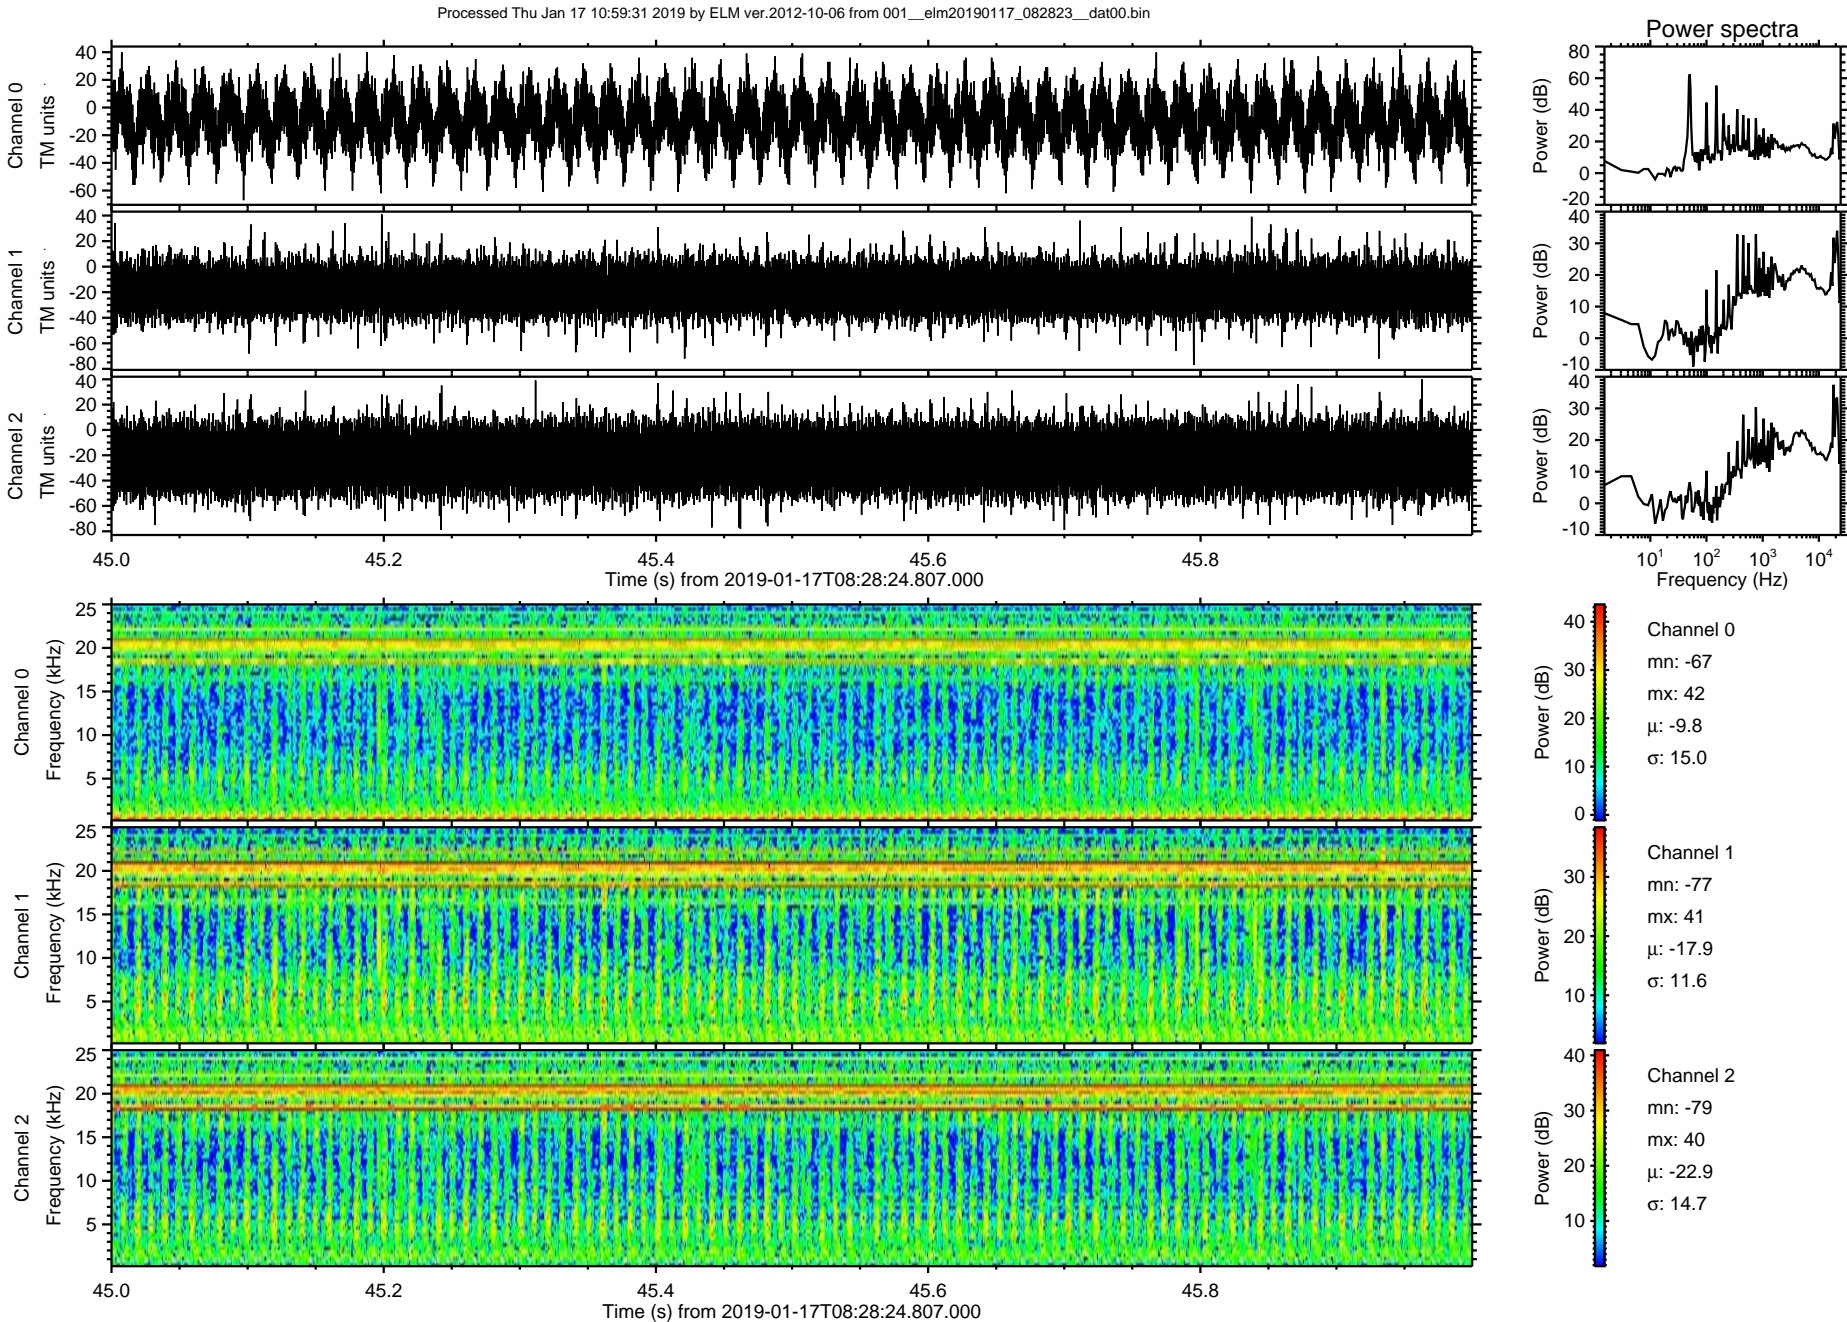 Processed Thu Jan 17 10:59:31 2019 by ELM ver.2012-10-06 from 001__elm20190117_082823__dat00.bin
Power spectra
Channel 0
TM units
40
20
0
-20
-40
-60
Power (dB)
80
60
40
20
0
-20
Channel 1
TM units
40
20
0
-20
-40
-60
-80
Power (dB)
40
30
20
10
0
-10
Channel 2
TM units
40
20
0
-20
-40
-60
-80
Power (dB)
40
30
20
10
0
-10
45.0 45.2 45.4 45.6 45.8
Time (s) from 2019-01-17T08:28:24.807.000
10^1 10^2 10^3 10^4
Frequency (Hz)
Channel 0
Frequency (kHz)
25
20
15
10
5
Power (dB)
40
30
20
10
0
Channel 0
mn: -67
mx: 42
μ: -9.8
σ: 15.0
Channel 1
Frequency (kHz)
25
20
15
10
5
Power (dB)
30
20
10
Channel 1
mn: -77
mx: 41
μ: -17.9
σ: 11.6
Channel 2
Frequency (kHz)
25
20
15
10
5
Power (dB)
40
30
20
10
Channel 2
mn: -79
mx: 40
μ: -22.9
σ: 14.7
45.0 45.2 45.4 45.6 45.8
Time (s) from 2019-01-17T08:28:24.807.000